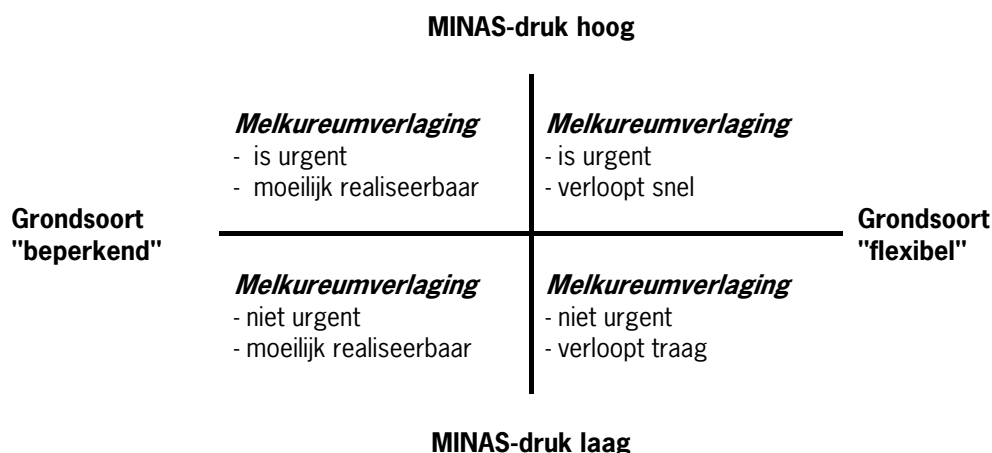 MINAS-druk hoog
Melkureumverlaging
- is urgent
- moeilijk realiseerbaar
Melkureumverlaging
- is urgent
- verloopt snel
Grondsoort
"beperkend"
Grondsoort
"flexibel"
Melkureumverlaging
- niet urgent
- moeilijk realiseerbaar
Melkureumverlaging
- niet urgent
- verloopt traag
MINAS-druk laag